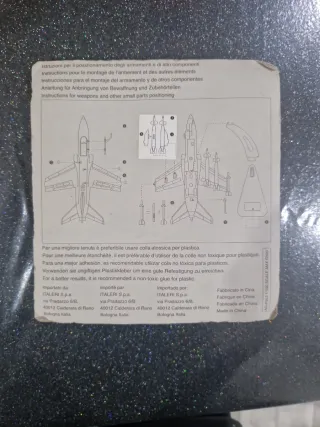 Istruzioni per il posizionamento degli armamenti e di altri componenti
Instructions pour le montage de l'armement et des autres éléments
Instrucciones para el montaje del armamento y de otros componentes
Anleitung für Anbringung von Bewaffnung und Zubehörteilen
Instructions for weapons and other small parts positioning
Per una migliore tenuta è preferibile usare colla atossica per plastica.
Pour une meilleure étanchéité, il est préférable d'utiliser de la colle non toxique pour plastique.
Para una mejor adhesión, se recomienda utilizar cola no tóxica para plástico.
Verwenden sie ungiftigen Plastikkleber um eine gute Befestigung zu erreichen.
For a better results, it is recommended a non toxic glue for plastic.
Importato da:
ITALERI S.p.a.
via Pradazzo 6/B,
40012 Calderara di Reno
Bologna Italia
Importé par:
ITALERI S.p.a.
via Pradazzo 6/B,
40012 Calderara di Reno
Bologna Italie
Importado por:
ITALERI S.p.a.
via Pradazzo 6/B,
40012 Calderara di Reno
Bologna Italia
Fabbricato in Cina
Fabriqué en Chine
Fabricado en China
Made in China